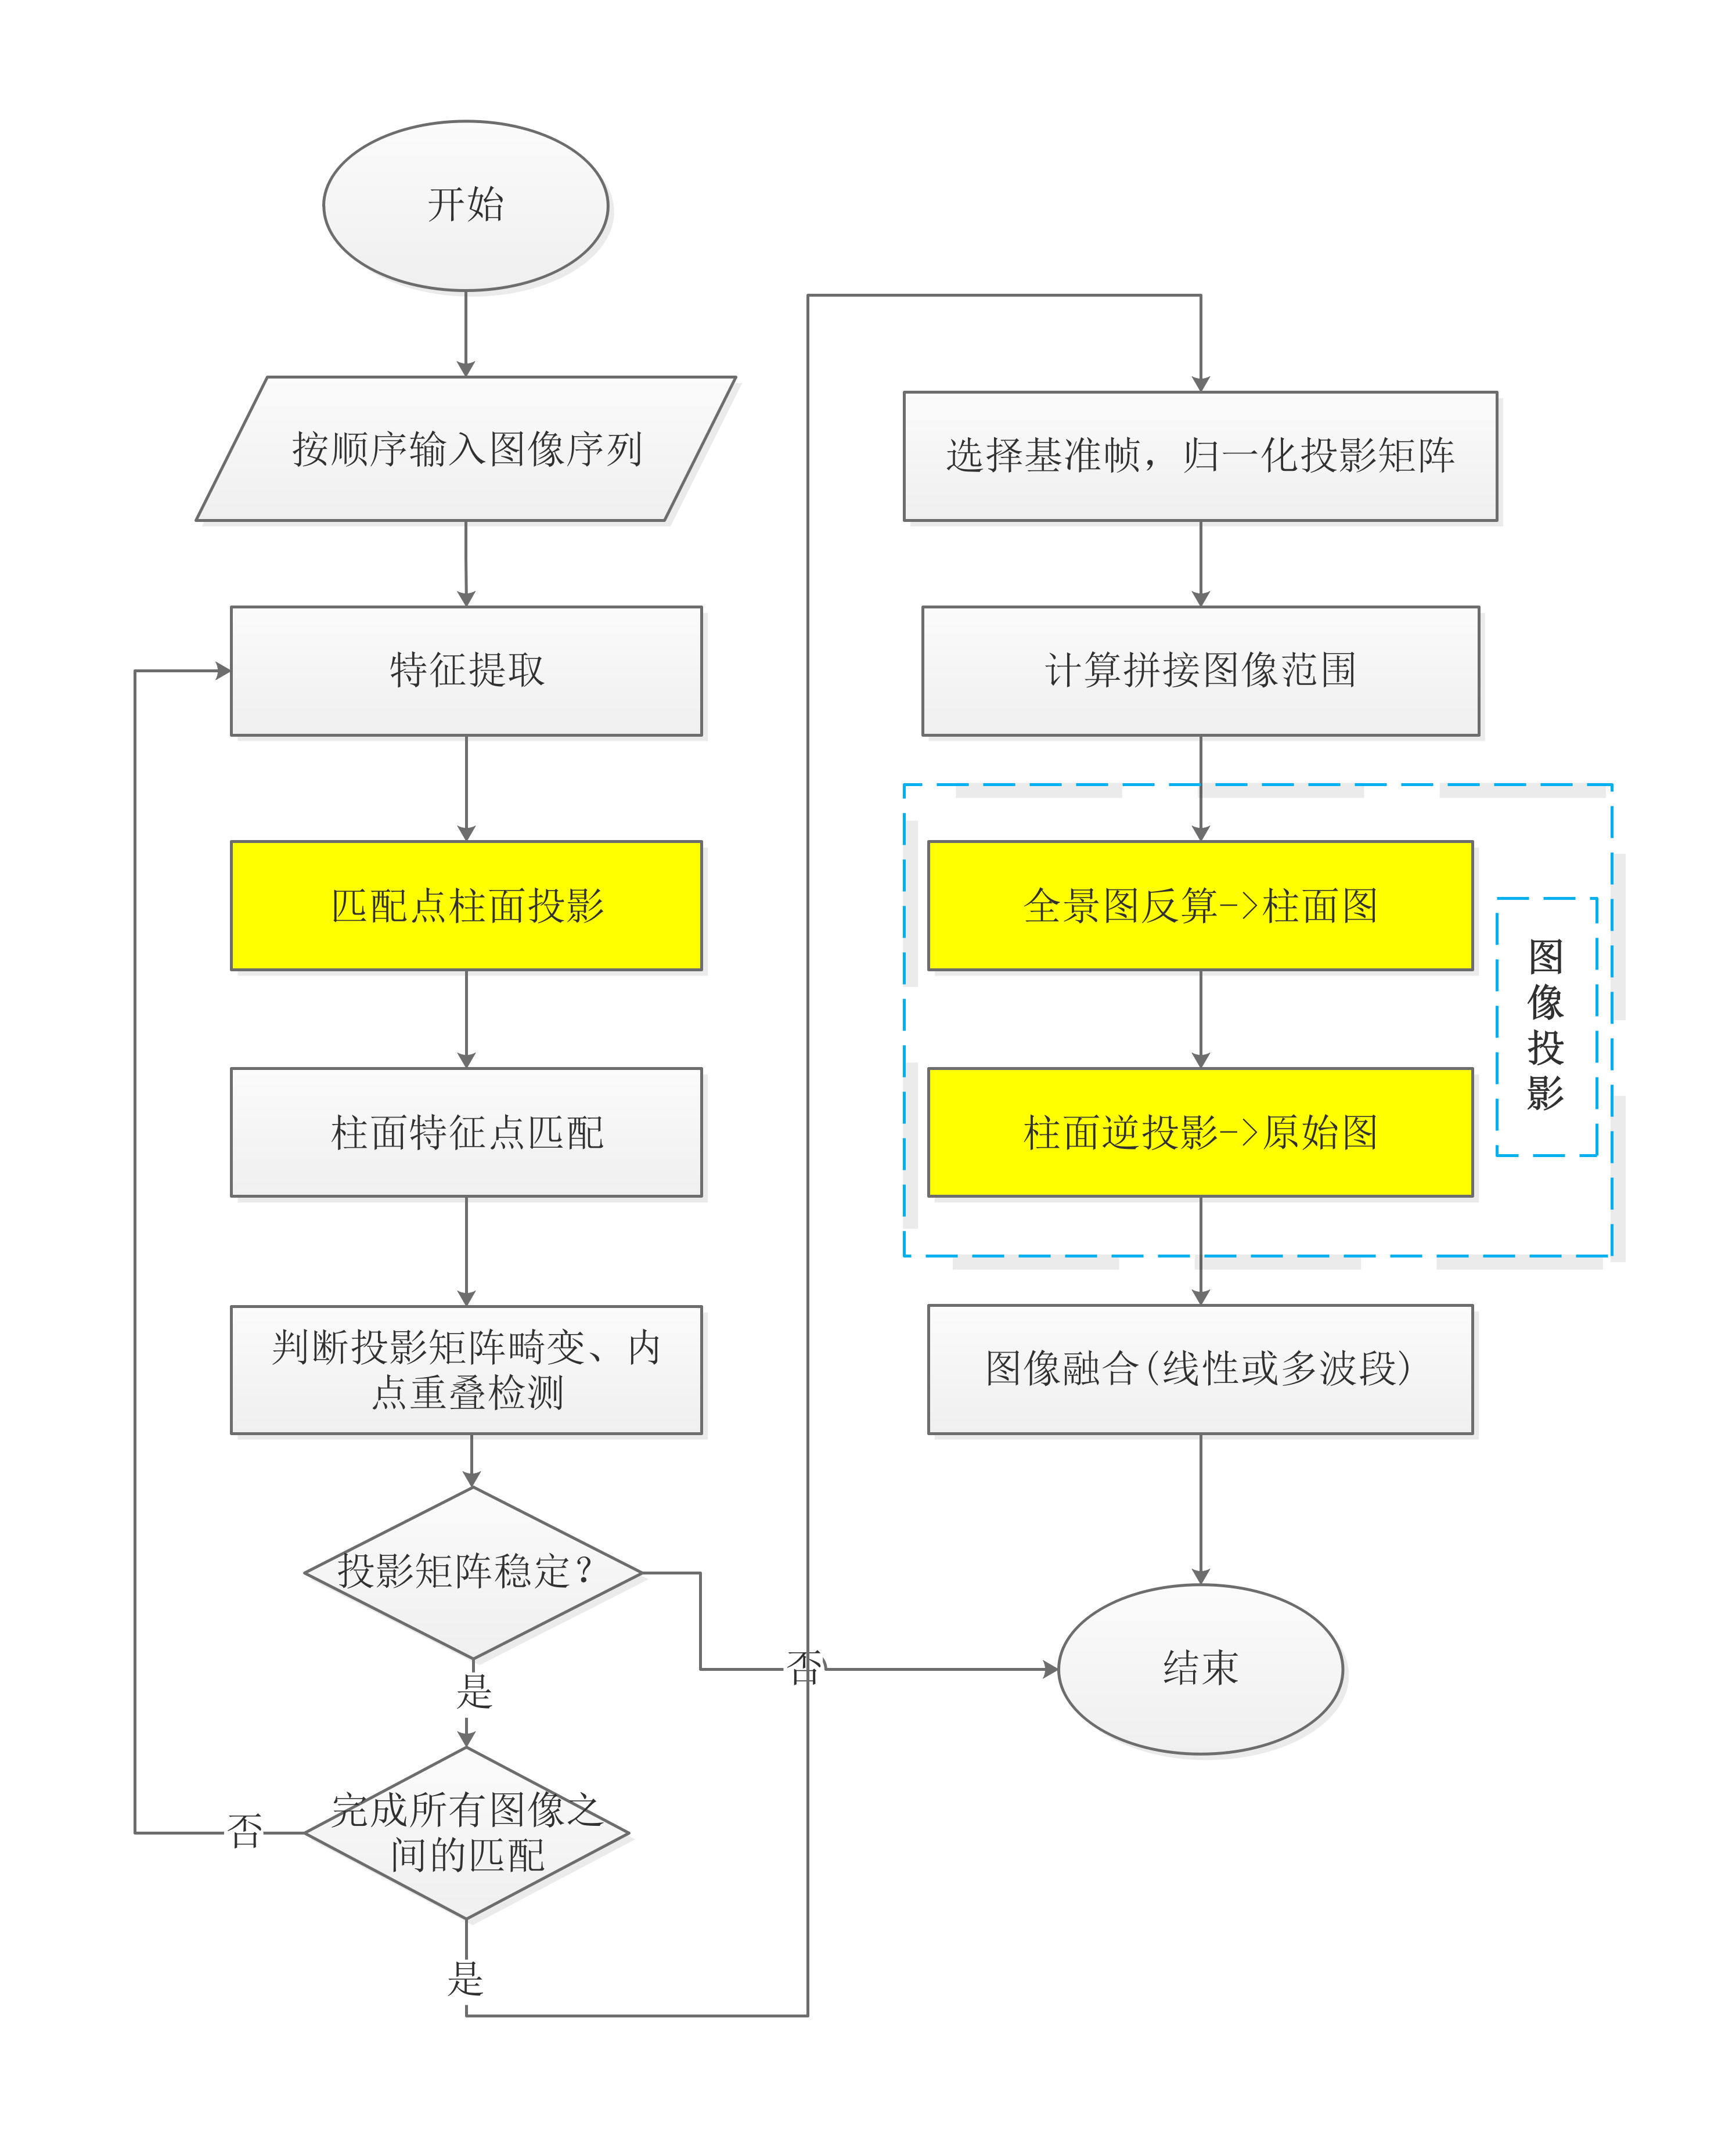 开始
按顺序输入图像序列
特征提取
匹配点柱面投影
柱面特征点匹配
判断投影矩阵畸变、内
点重叠检测
投影矩阵稳定?
是
否
完成所有图像之
间的匹配
否
是
选择基准帧，归一化投影矩阵
计算拼接图像范围
全景图反算->柱面图
柱面逆投影->原始图
图
像
投
影
图像融合(线性或多波段)
结束